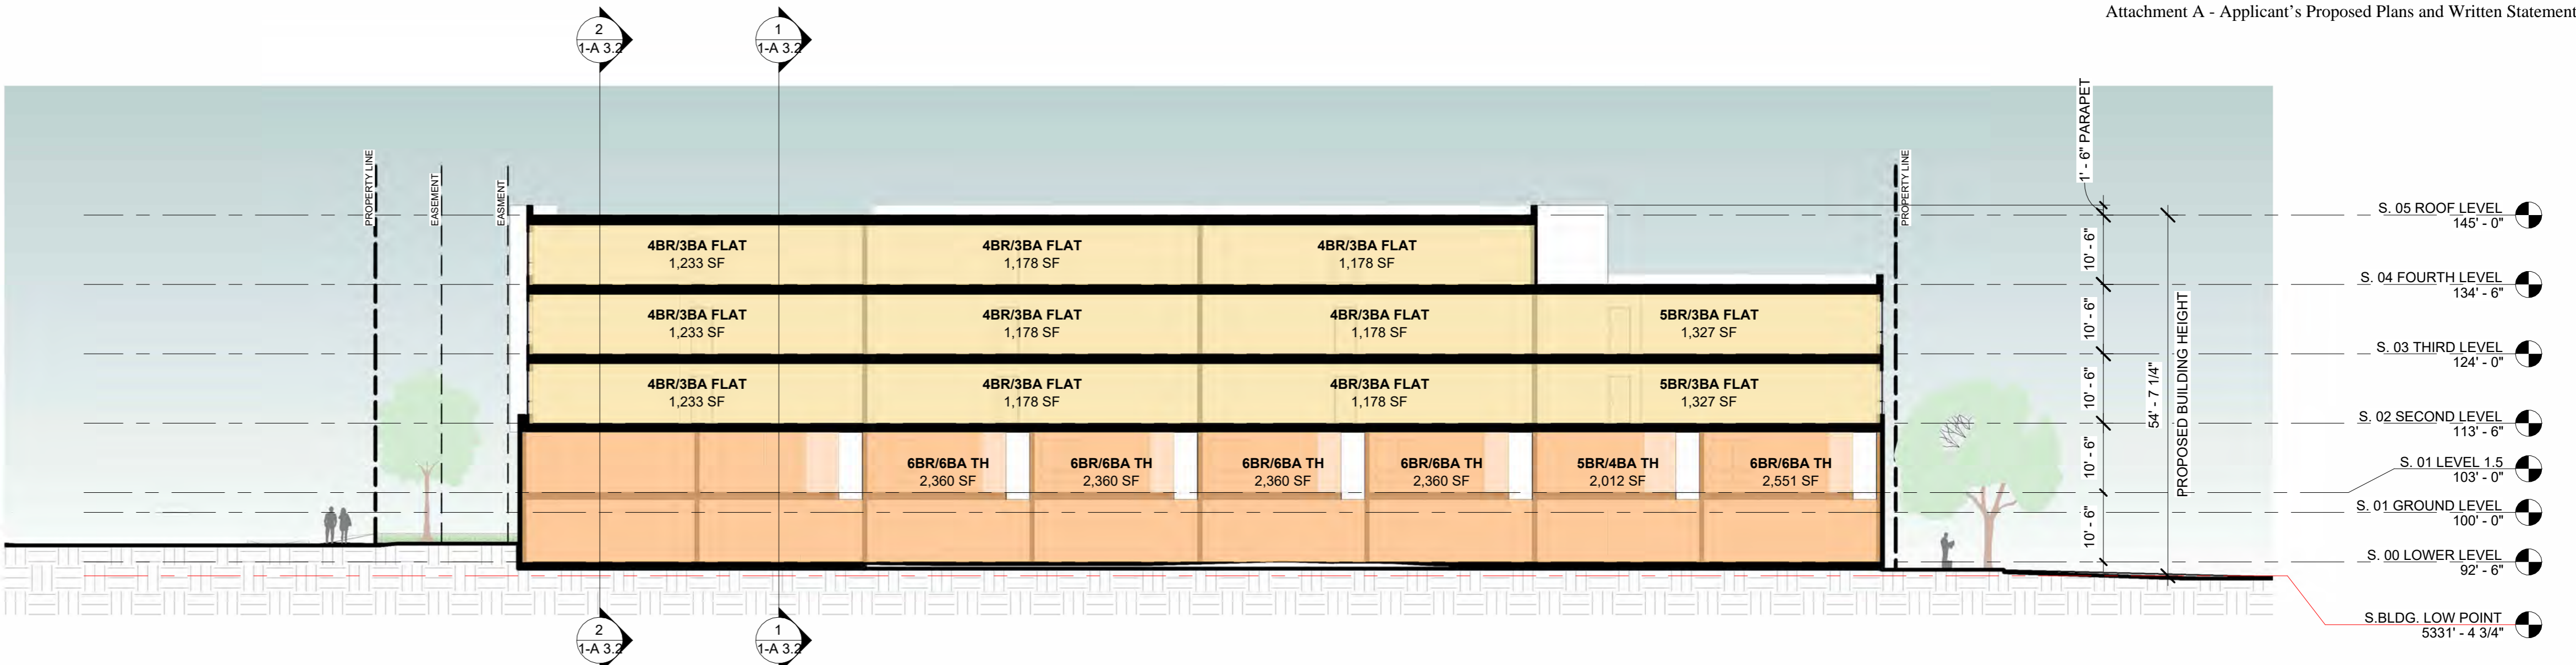 Attachment A - Applicant's Proposed Plans and Written Statement
2
1-A 3.2
1
1-A 3.2
PROPERTY LINE
EASEMENT
EASMENT
PROPERTY LINE
1' - 6" PARAPET
4BR/3BA FLAT
1,233 SF
4BR/3BA FLAT
1,178 SF
4BR/3BA FLAT
1,178 SF
4BR/3BA FLAT
1,233 SF
4BR/3BA FLAT
1,178 SF
4BR/3BA FLAT
1,178 SF
5BR/3BA FLAT
1,327 SF
4BR/3BA FLAT
1,233 SF
4BR/3BA FLAT
1,178 SF
4BR/3BA FLAT
1,178 SF
5BR/3BA FLAT
1,327 SF
6BR/6BA TH
2,360 SF
6BR/6BA TH
2,360 SF
6BR/6BA TH
2,360 SF
6BR/6BA TH
2,360 SF
5BR/4BA TH
2,012 SF
6BR/6BA TH
2,551 SF
10' - 6"
10' - 6"
10' - 6"
10' - 6"
10' - 6"
54' - 7 1/4"
PROPOSED BUILDING HEIGHT
S. 05 ROOF LEVEL
145' - 0"
S. 04 FOURTH LEVEL
134' - 6"
S. 03 THIRD LEVEL
124' - 0"
S. 02 SECOND LEVEL
113' - 6"
S. 01 LEVEL 1.5
103' - 0"
S. 01 GROUND LEVEL
100' - 0"
S. 00 LOWER LEVEL
92' - 6"
S.BLDG. LOW POINT
5331' - 4 3/4"
2
1-A 3.2
1
1-A 3.2